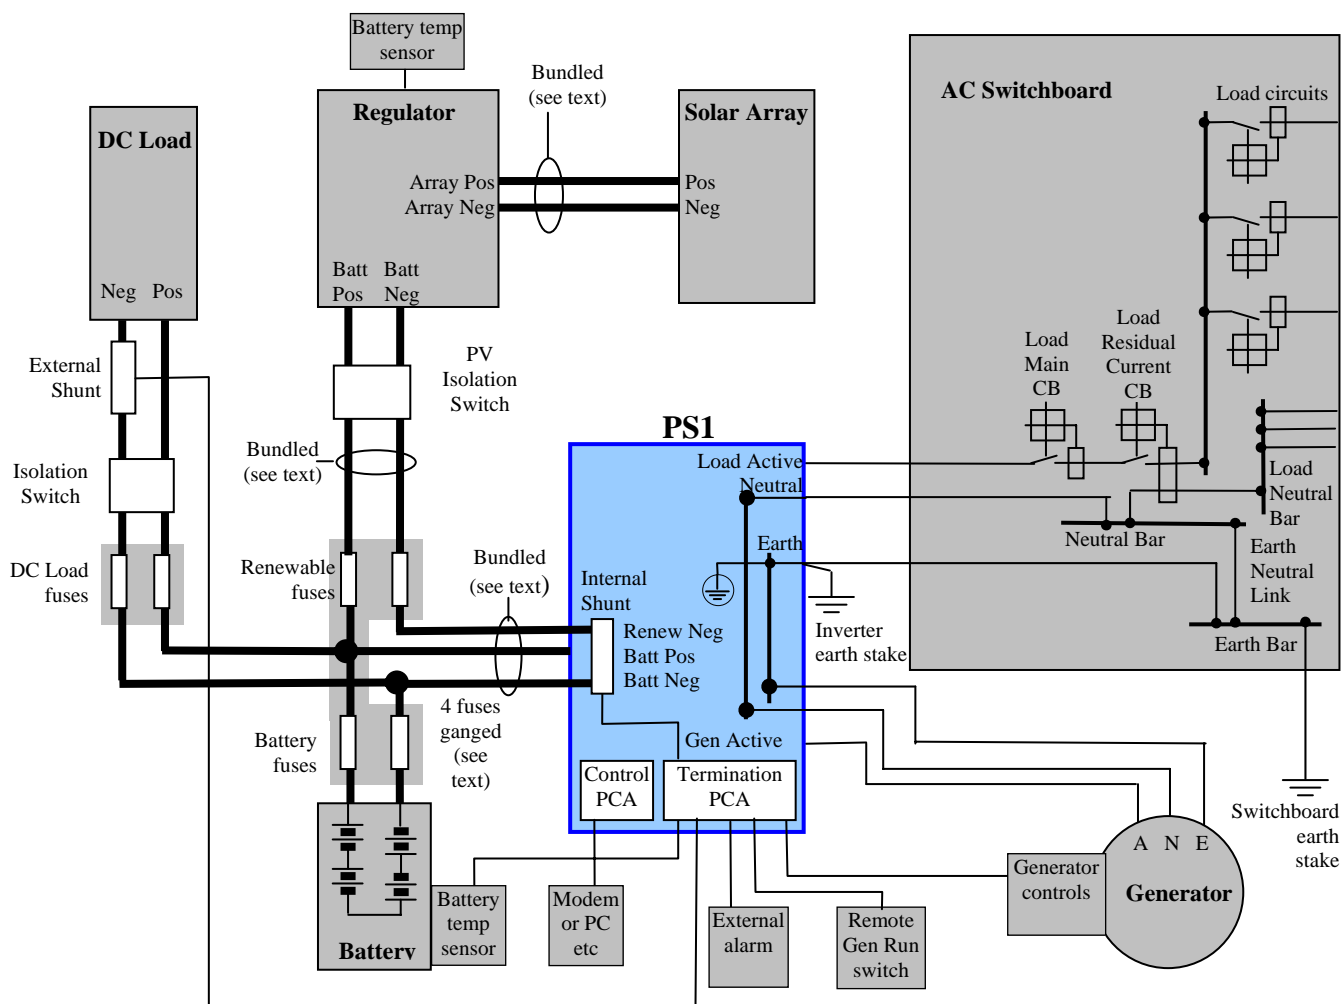 Battery temp
sensor
Bundled
(see text)
Regulator
Array Pos
Array Neg
Batt
Pos
Batt
Neg
Solar Array
Pos
Neg
DC Load
Neg Pos
External
Shunt
Isolation
Switch
DC Load
fuses
PV
Isolation
Switch
Bundled
(see text)
Renewable
fuses
Bundled
(see text)
4 fuses
ganged
(see
text)
Battery
fuses
Battery
Battery
temp
sensor
PS1
Load Active
Neutral
Earth
Internal
Shunt
Renew Neg
Batt Pos
Batt Neg
Gen Active
Control
PCA
Termination
PCA
Inverter
earth stake
Modem
or PC
etc
External
alarm
Remote
Gen Run
switch
Generator
controls
A N E
Generator
AC Switchboard
Load circuits
Load
Main
CB
Load
Residual
Current
CB
Load
Neutral
Bar
Neutral Bar
Earth
Neutral
Link
Earth Bar
Switchboard
earth
stake